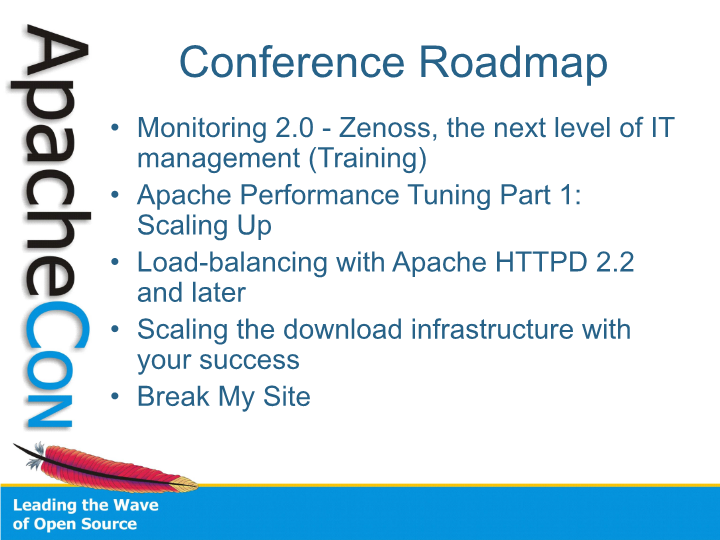 ApacheCon
Conference Roadmap
• Monitoring 2.0 - Zenoss, the next level of IT
management (Training)
• Apache Performance Tuning Part 1:
Scaling Up
• Load-balancing with Apache HTTPD 2.2
and later
• Scaling the download infrastructure with
your success
• Break My Site
Leading the Wave
of Open Source